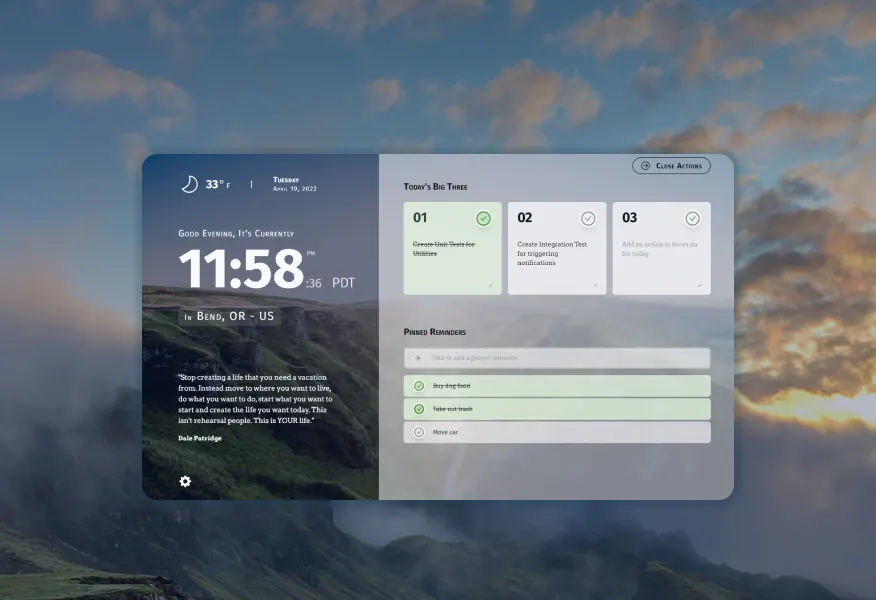 33° F | Tuesday
April 19, 2022
Good Evening, It's Currently
11:58:36 PM PDT
In Bend, OR - US
"Stop creating a life that you need a vacation
from. Instead move to where you want to live,
do what you want to do, start what you want to
start and create the life you want today. This
isn't rehearsal people. This is YOUR life."
Dale Patridge
Close Actions
Today's Big Three
01
Create Unit Tests for
Utilities
02
Create Integration Test
for triggering
notifications
03
Add an action to focus on
for today
Pinned Reminders
+ Click to add a pinned reminder
Buy dog food
Take out trash
Move car